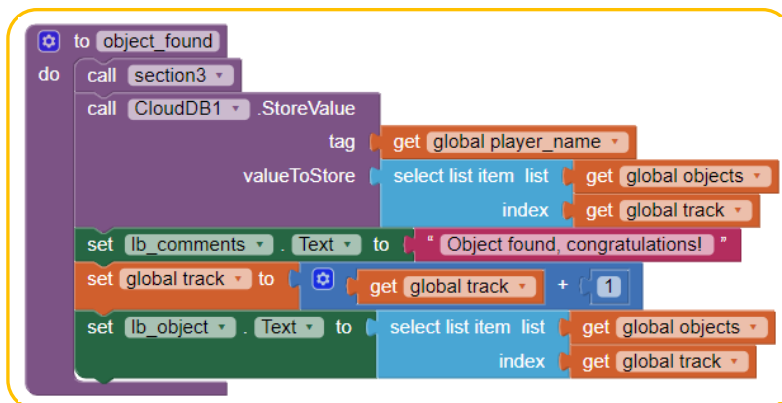 to object_found
do call section3
call CloudDB1 .StoreValue
tag get global player_name
valueToStore select list item list get global objects
index get global track
set lb_comments . Text to " Object found, congratulations! "
set global track to get global track + 1
set lb_object . Text to select list item list get global objects
index get global track